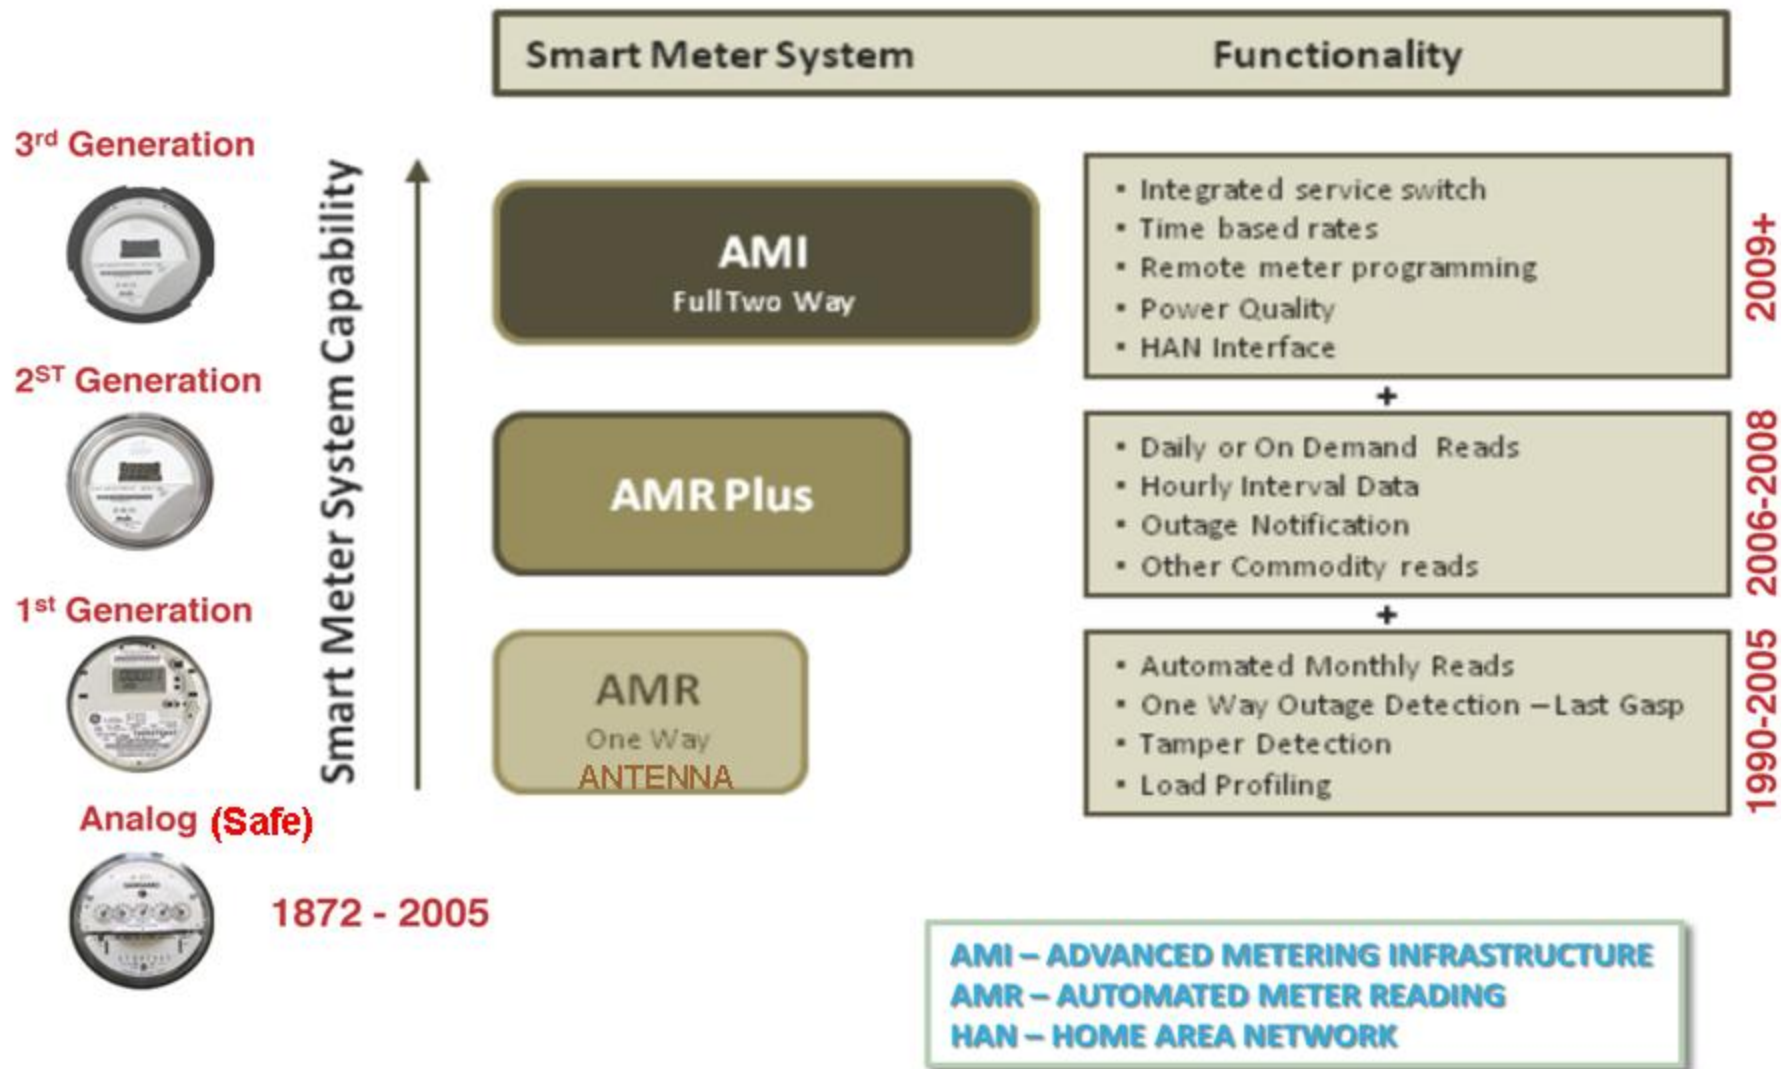 Smart Meter System Functionality
3rd Generation
Smart Meter System Capability
AMI
Full Two Way
▪ Integrated service switch
▪ Time based rates
▪ Remote meter programming
▪ Power Quality
▪ HAN Interface
2009+
+
2ST Generation
AMR Plus
▪ Daily or On Demand Reads
▪ Hourly Interval Data
▪ Outage Notification
▪ Other Commodity reads
2006-2008
+
1st Generation
AMR
One Way
ANTENNA
▪ Automated Monthly Reads
▪ One Way Outage Detection – Last Gasp
▪ Tamper Detection
▪ Load Profiling
1990-2005
Analog (Safe)
1872 - 2005
AMI – ADVANCED METERING INFRASTRUCTURE
AMR – AUTOMATED METER READING
HAN – HOME AREA NETWORK